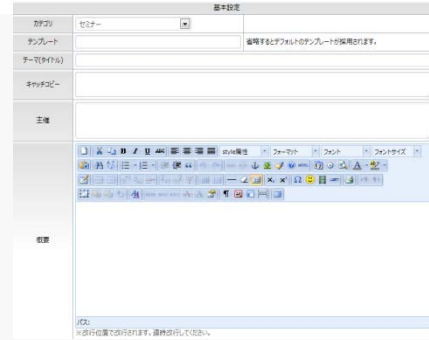 基本設定
カテゴリ セミナー
テンプレート 省略するとデフォルトのテンプレートが採用されます。
テーマ(タイトル)
キャッチコピー
主催
style属性 フォーマット フォント フォントサイズ
概要
パス:
※改行位置で改行されます。適時改行してください。